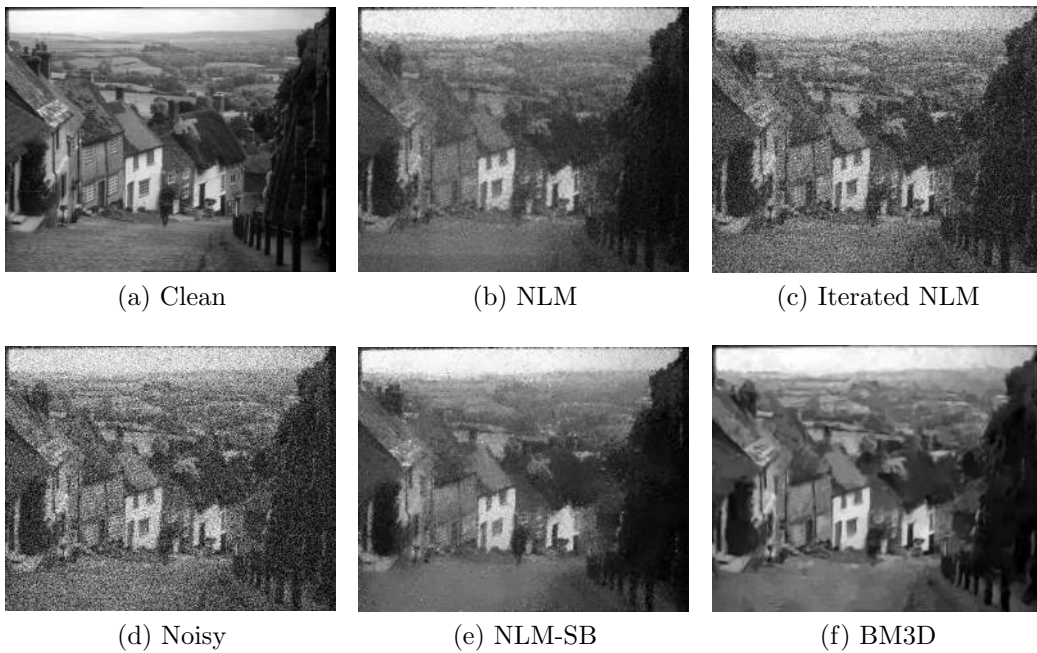 (a) Clean
(b) NLM
(c) Iterated NLM
(d) Noisy
(e) NLM-SB
(f) BM3D